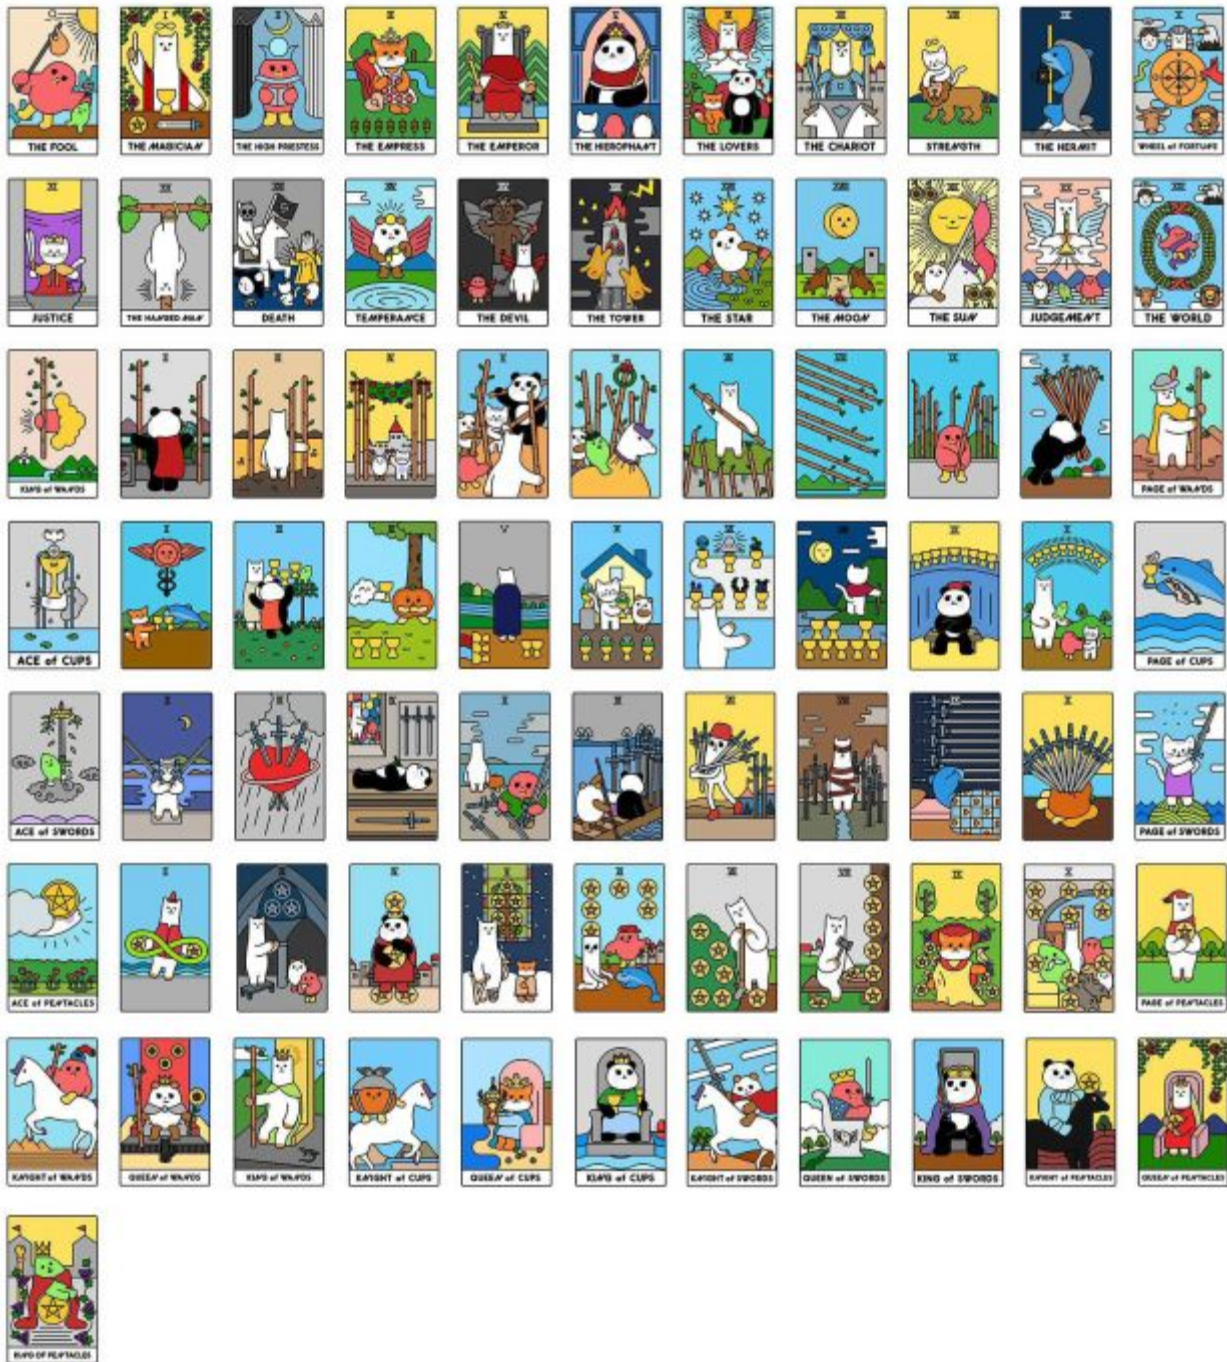 THE FOOL
THE MAGICIAN
THE HIGH PRIESTESS
THE EMPRESS
THE EMPEROR
THE HIEROPHANT
THE LOVERS
THE CHARIOT
STRENGTH
THE HERMIT
WHEEL of FORTUNE
JUSTICE
THE HANGED MAN
DEATH
TEMPERANCE
THE DEVIL
THE TOWER
THE STAR
THE MOON
THE SUN
JUDGEMENT
THE WORLD
KING of WANDS
PAGE of WANDS
ACE of CUPS
V
PAGE of CUPS
ACE of SWORDS
PAGE of SWORDS
ACE of PENTACLES
PAGE of PENTACLES
KNIGHT of WANDS
QUEEN of WANDS
KING of WANDS
KNIGHT of CUPS
QUEEN of CUPS
KING of CUPS
KNIGHT of SWORDS
QUEEN of SWORDS
KING of SWORDS
KNIGHT of PENTACLES
QUEEN of PENTACLES
KING OF PENTACLES